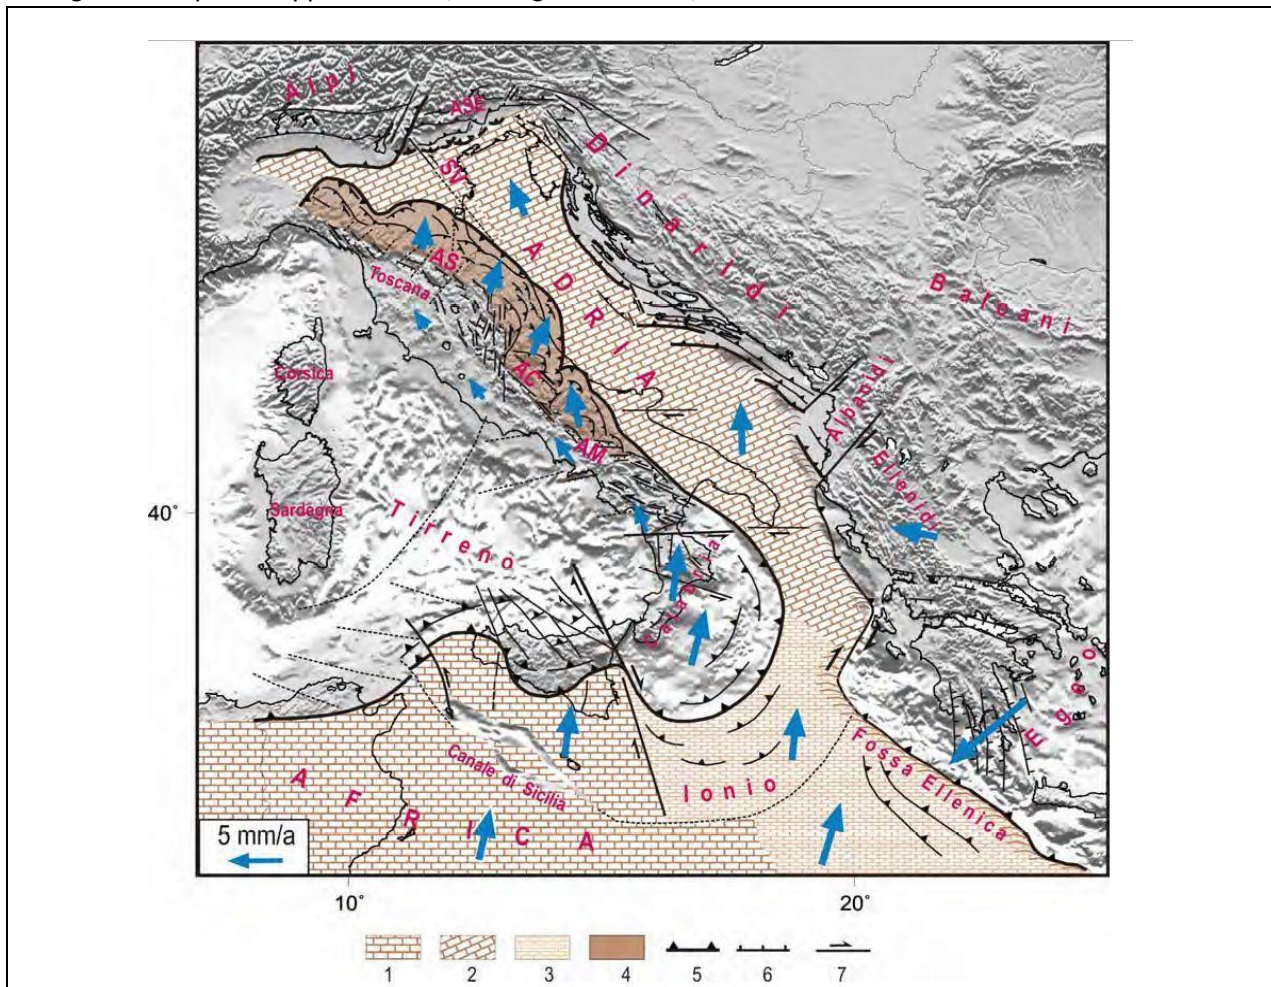 Alpi
ASE
Dinaridi
SV
ADRIA
AS
Toscana
Balcani
Corsica
AC
Albanidi
AM
Ellenidi
40°
Sardegna
Tirreno
Calabria
Egeo
Fossa Ellenica
Canale di Sicilia
Ionio
AFRICA
5 mm/a
10°
20°
1 2 3 4 5 6 7